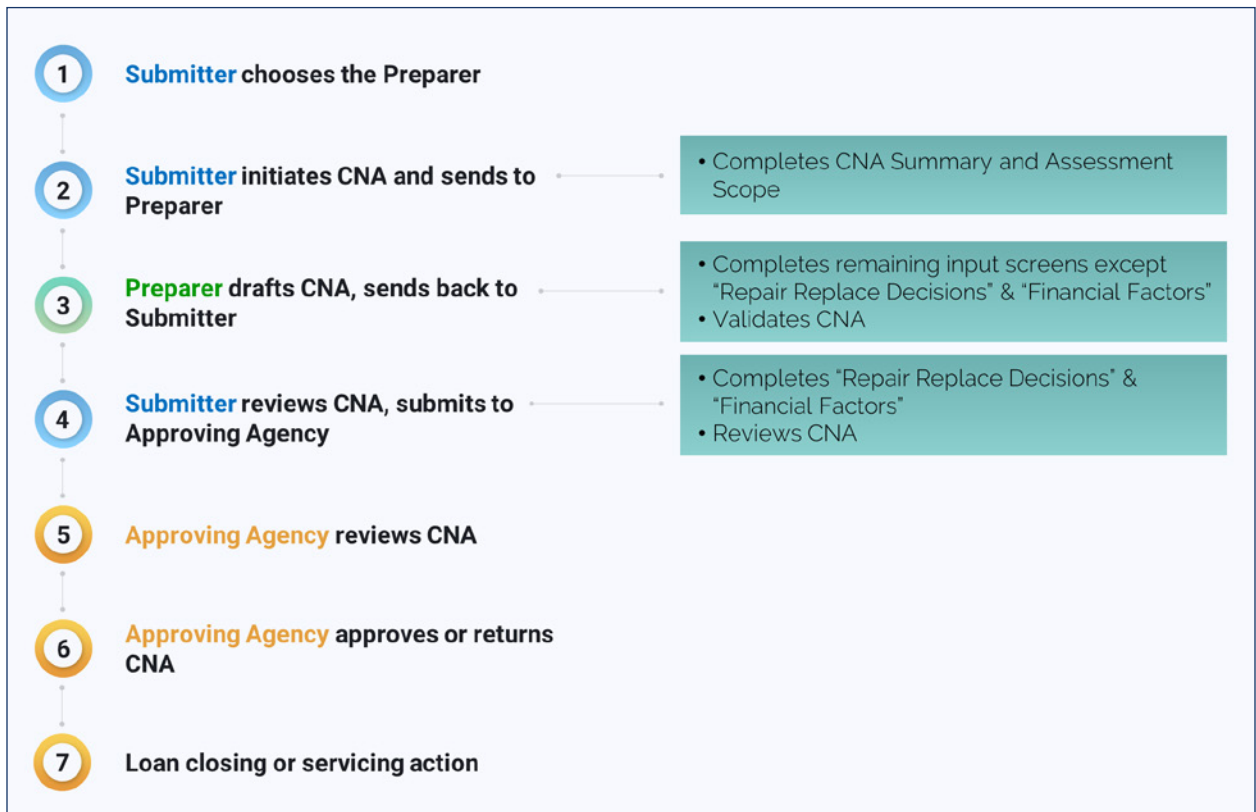 1
Submitter chooses the Preparer
2
Submitter initiates CNA and sends to
Preparer
• Completes CNA Summary and Assessment
Scope
3
Preparer drafts CNA, sends back to
Submitter
• Completes remaining input screens except
“Repair Replace Decisions” & “Financial Factors”
• Validates CNA
4
Submitter reviews CNA, submits to
Approving Agency
• Completes “Repair Replace Decisions” &
“Financial Factors”
• Reviews CNA
5
Approving Agency reviews CNA
6
Approving Agency approves or returns
CNA
7
Loan closing or servicing action